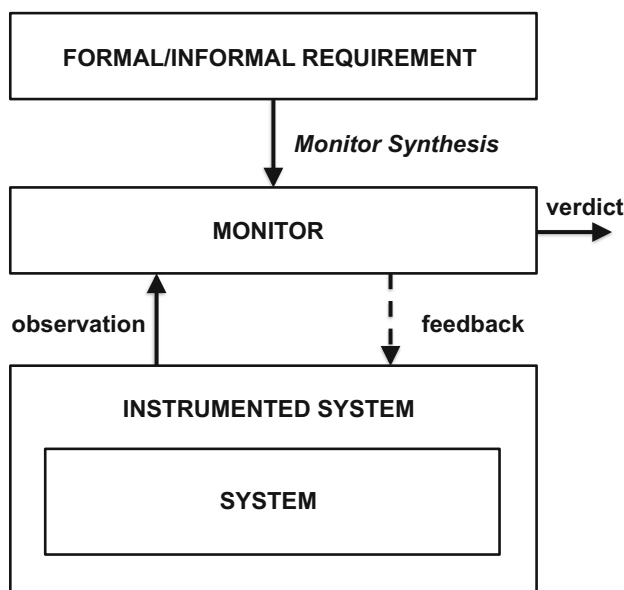 FORMAL/INFORMAL REQUIREMENT
Monitor Synthesis
verdict
MONITOR
observation
feedback
INSTRUMENTED SYSTEM
SYSTEM